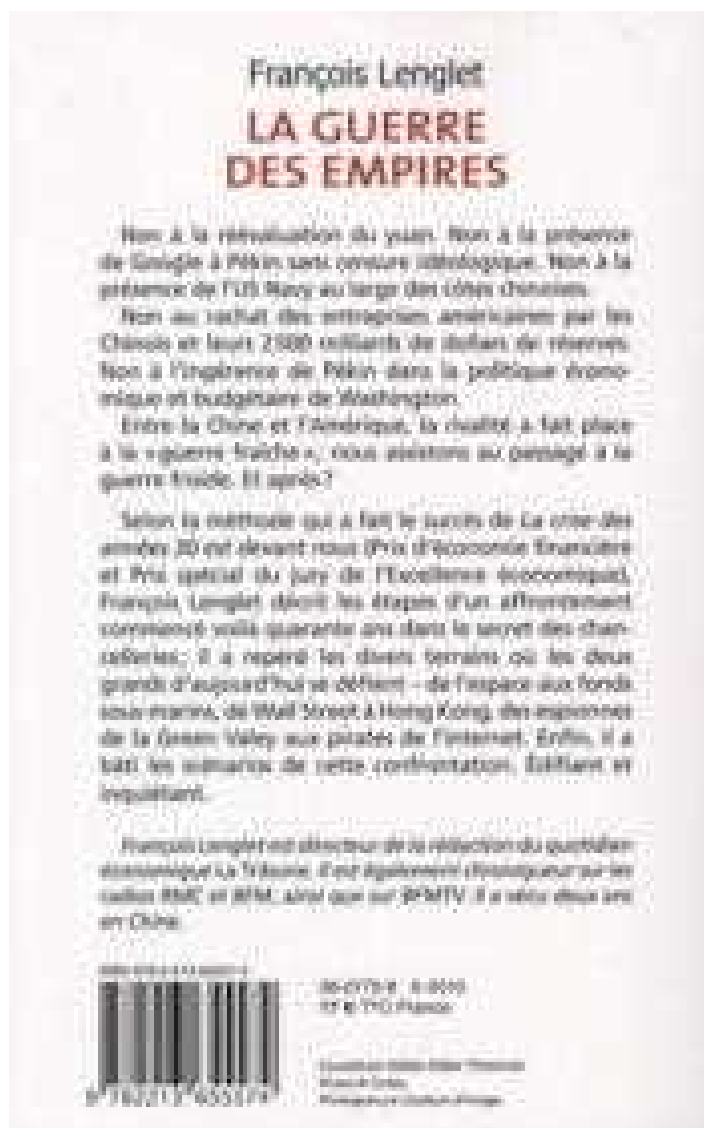 François Lenglet
LA GUERRE
DES EMPIRES
Non à la réévaluation du yuan. Non à la présence
de Google à Pékin sans censure idéologique. Non à la
présence de l'US Navy au large des côtes chinoises.
Non au rachat des entreprises américaines par les
Chinois et leurs 2500 milliards de dollars de réserves.
Non à l'ingérence de Pékin dans la politique écono-
mique et budgétaire de Washington.
Entre la Chine et l'Amérique, la rivalité a fait place
à la « guerre fraîche », nous assistons au passage à la
guerre froide. Et après ?
Selon la méthode qui a fait le succès de La crise des
années 30 est devant nous (Prix d'économie financière
et Prix spécial du jury de l'Excellence économique),
François Lenglet décrit les étapes d'un affrontement
commencé voilà quarante ans dans le secret des chan-
celleries; il a repéré les divers terrains où les deux
grands d'aujourd'hui se défient – de l'espace aux fonds
sous-marins, de Wall Street à Hong Kong, des espionnes
de la Green Valey aux pirates de l'internet. Enfin, il a
bâti les scénarios de cette confrontation. Édifiant et
inquiétant.
François Lenglet est directeur de la rédaction du quotidien
économique La Tribune, il est également chroniqueur sur les
radios RMC et BFM, ainsi que sur BFMTV. Il a vécu deux ans
en Chine.
France
9 782213 655574